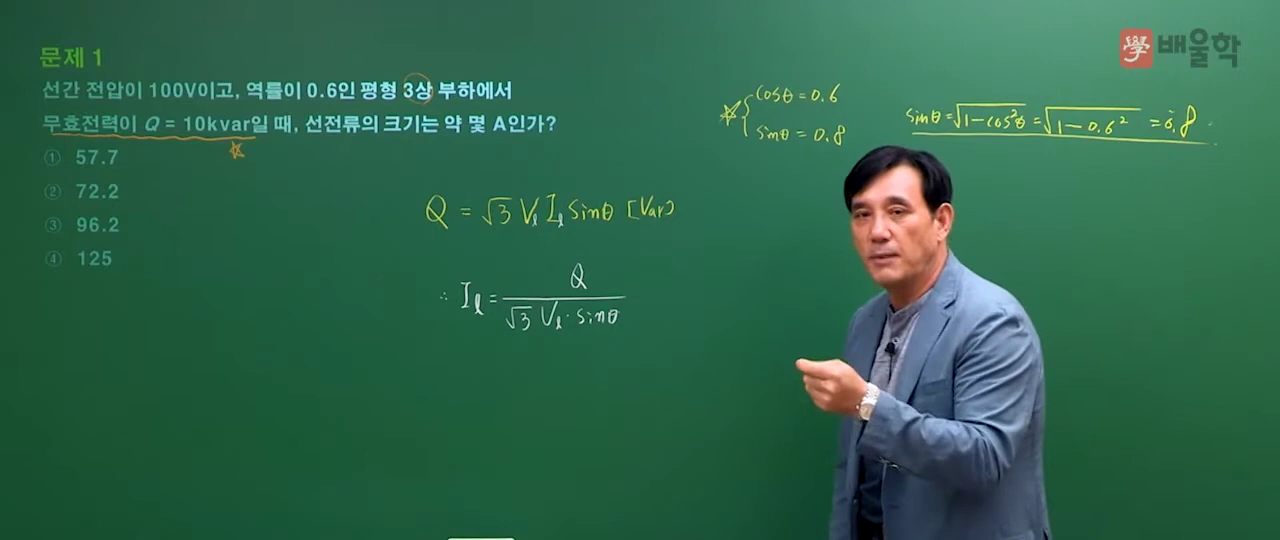 學 배울학
문제 1
선간 전압이 100V이고, 역률이 0.6인 평형 3상 부하에서
무효전력이 Q = 10kvar일 때, 선전류의 크기는 약 몇 A인가?
① 57.7
② 72.2
③ 96.2
④ 125
cosθ = 0.6
sinθ = 0.8
sinθ = √1-cos²θ = √1-0.6² = 0.8
Q = √3 Vℓ Iℓ sinθ [Var]
∴ Iℓ = Q / √3 Vℓ · sinθ